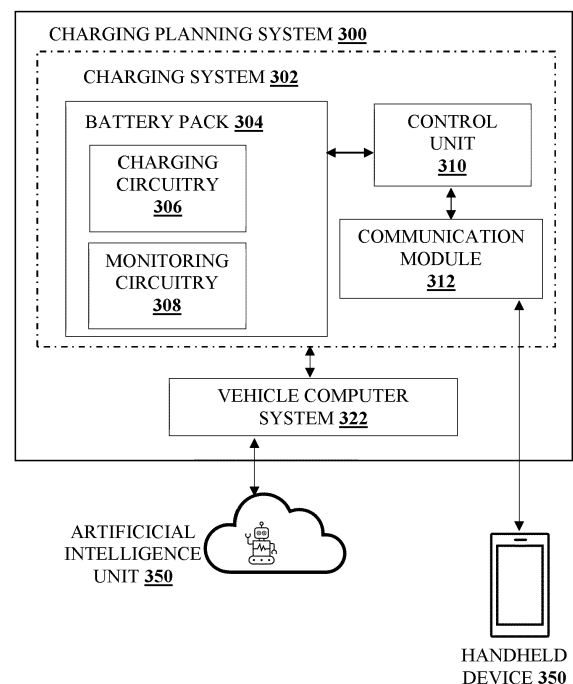 CHARGING PLANNING SYSTEM 300
CHARGING SYSTEM 302
BATTERY PACK 304
CHARGING
CIRCUITRY
306
MONITORING
CIRCUITRY
308
CONTROL
UNIT
310
COMMUNICATION
MODULE
312
VEHICLE COMPUTER
SYSTEM 322
ARTIFICICIAL
INTELLIGENCE
UNIT 350
HANDHELD
DEVICE 350